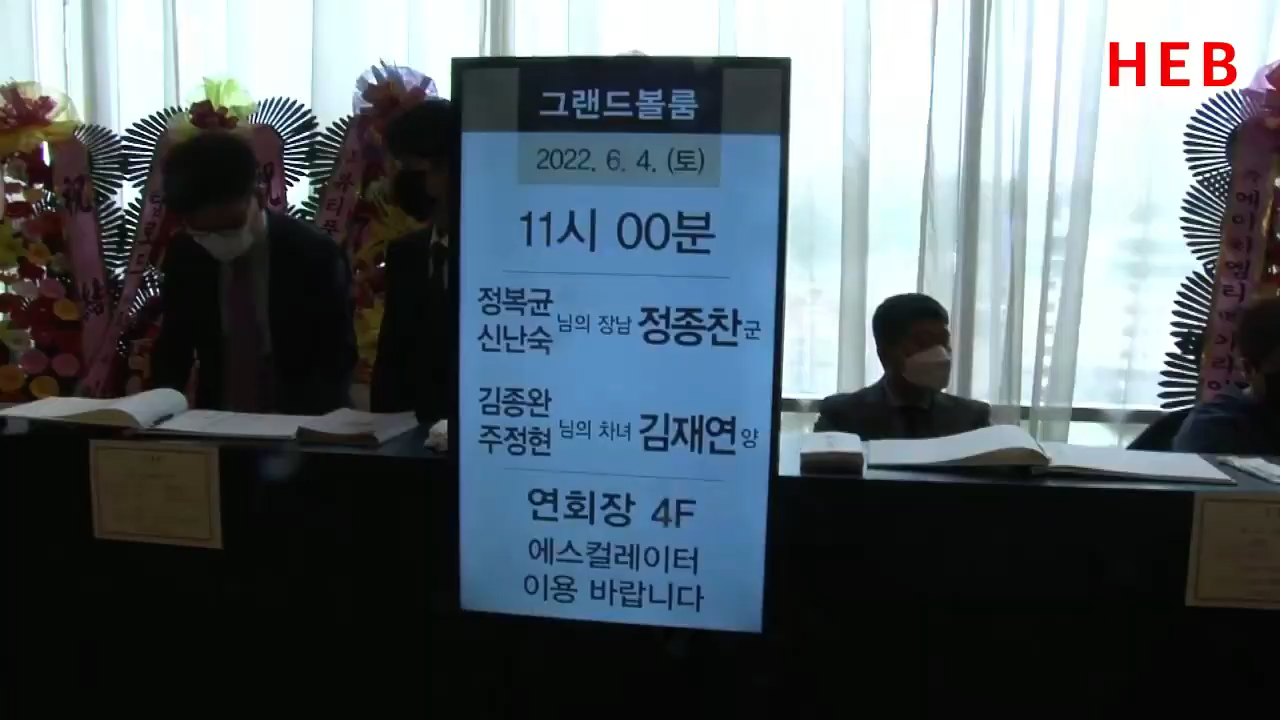 HEB
그랜드볼룸
2022. 6. 4. (토)
11시 00분
정복균
신난숙
님의 장남 정종찬군
김종완
주정현
님의 차녀 김재연양
연회장 4F
에스컬레이터
이용 바랍니다
祝
祝